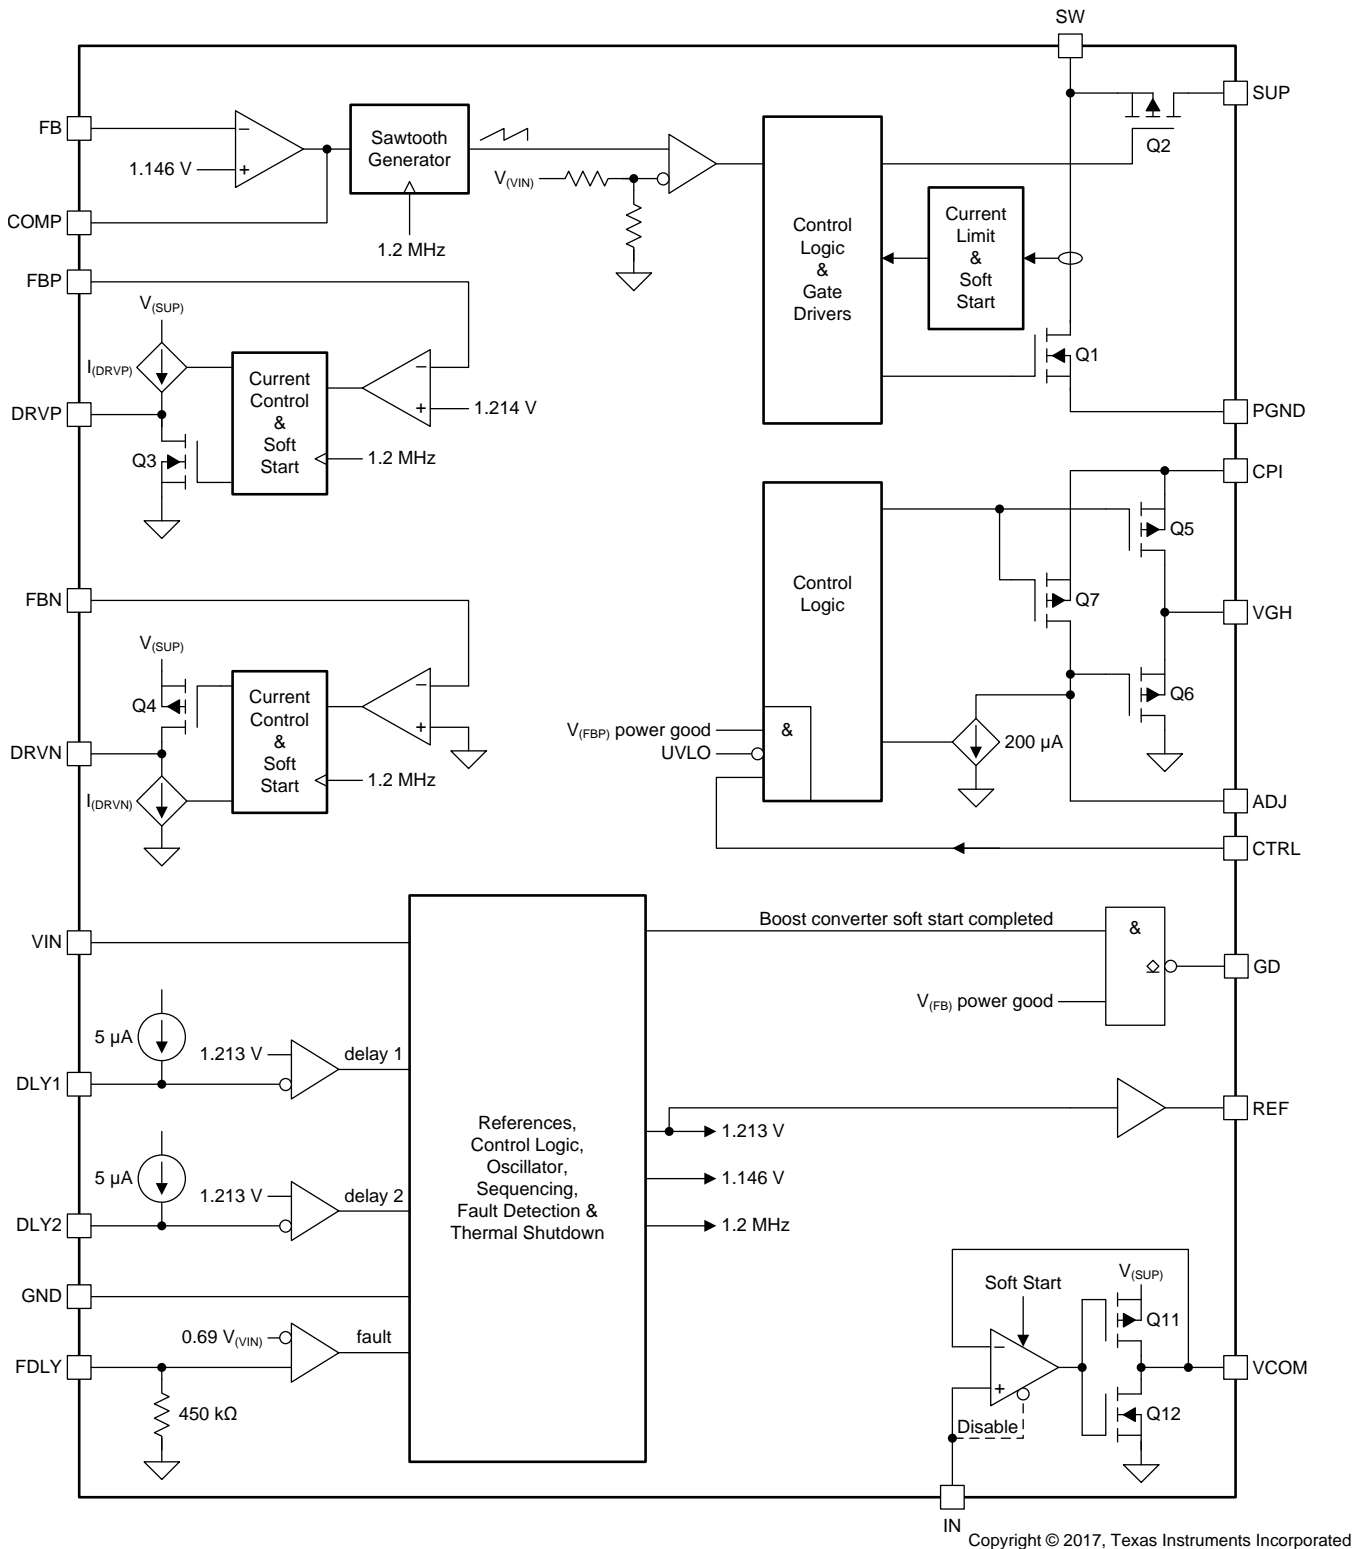 SW
SUP
FB
1.146 V
−
+
Sawtooth
Generator
1.2 MHz
COMP
V(VIN)
Control
Logic
&
Gate
Drivers
Current
Limit
&
Soft
Start
Q2
Q1
PGND
FBP
V(SUP)
I(DRVP)
DRVP
Q3
Current
Control
&
Soft
Start
−
+
1.214 V
1.2 MHz
CPI
Q5
Q7
VGH
Q6
Control
Logic
&
V(FBP) power good
UVLO
200 µA
ADJ
CTRL
FBN
V(SUP)
Q4
DRVN
I(DRVN)
Current
Control
&
Soft
Start
−
+
1.2 MHz
VIN
5 µA
1.213 V
delay 1
DLY1
5 µA
1.213 V
delay 2
DLY2
GND
0.69 V(VIN)
fault
FDLY
450 kΩ
References,
Control Logic,
Oscillator,
Sequencing,
Fault Detection &
Thermal Shutdown
Boost converter soft start completed
&
V(FB) power good
GD
REF
1.213 V
1.146 V
1.2 MHz
Soft Start
V(SUP)
Q11
−
+
VCOM
Q12
Disable
IN
Copyright © 2017, Texas Instruments Incorporated